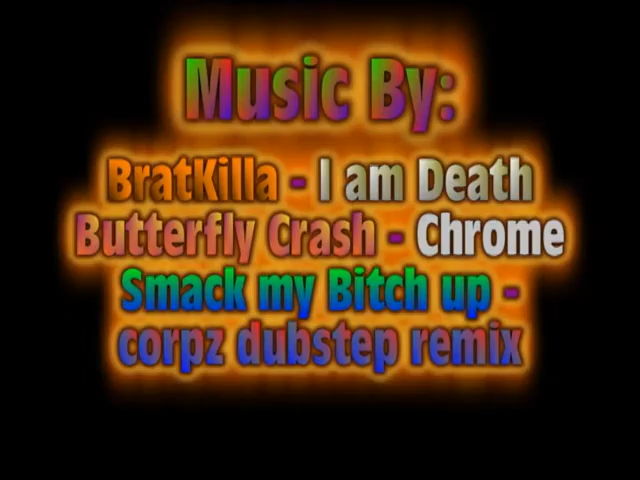 Music By:
BratKilla - I am Death
Butterfly Crash - Chrome
Smack my Bitch up -
corpz dubstep remix